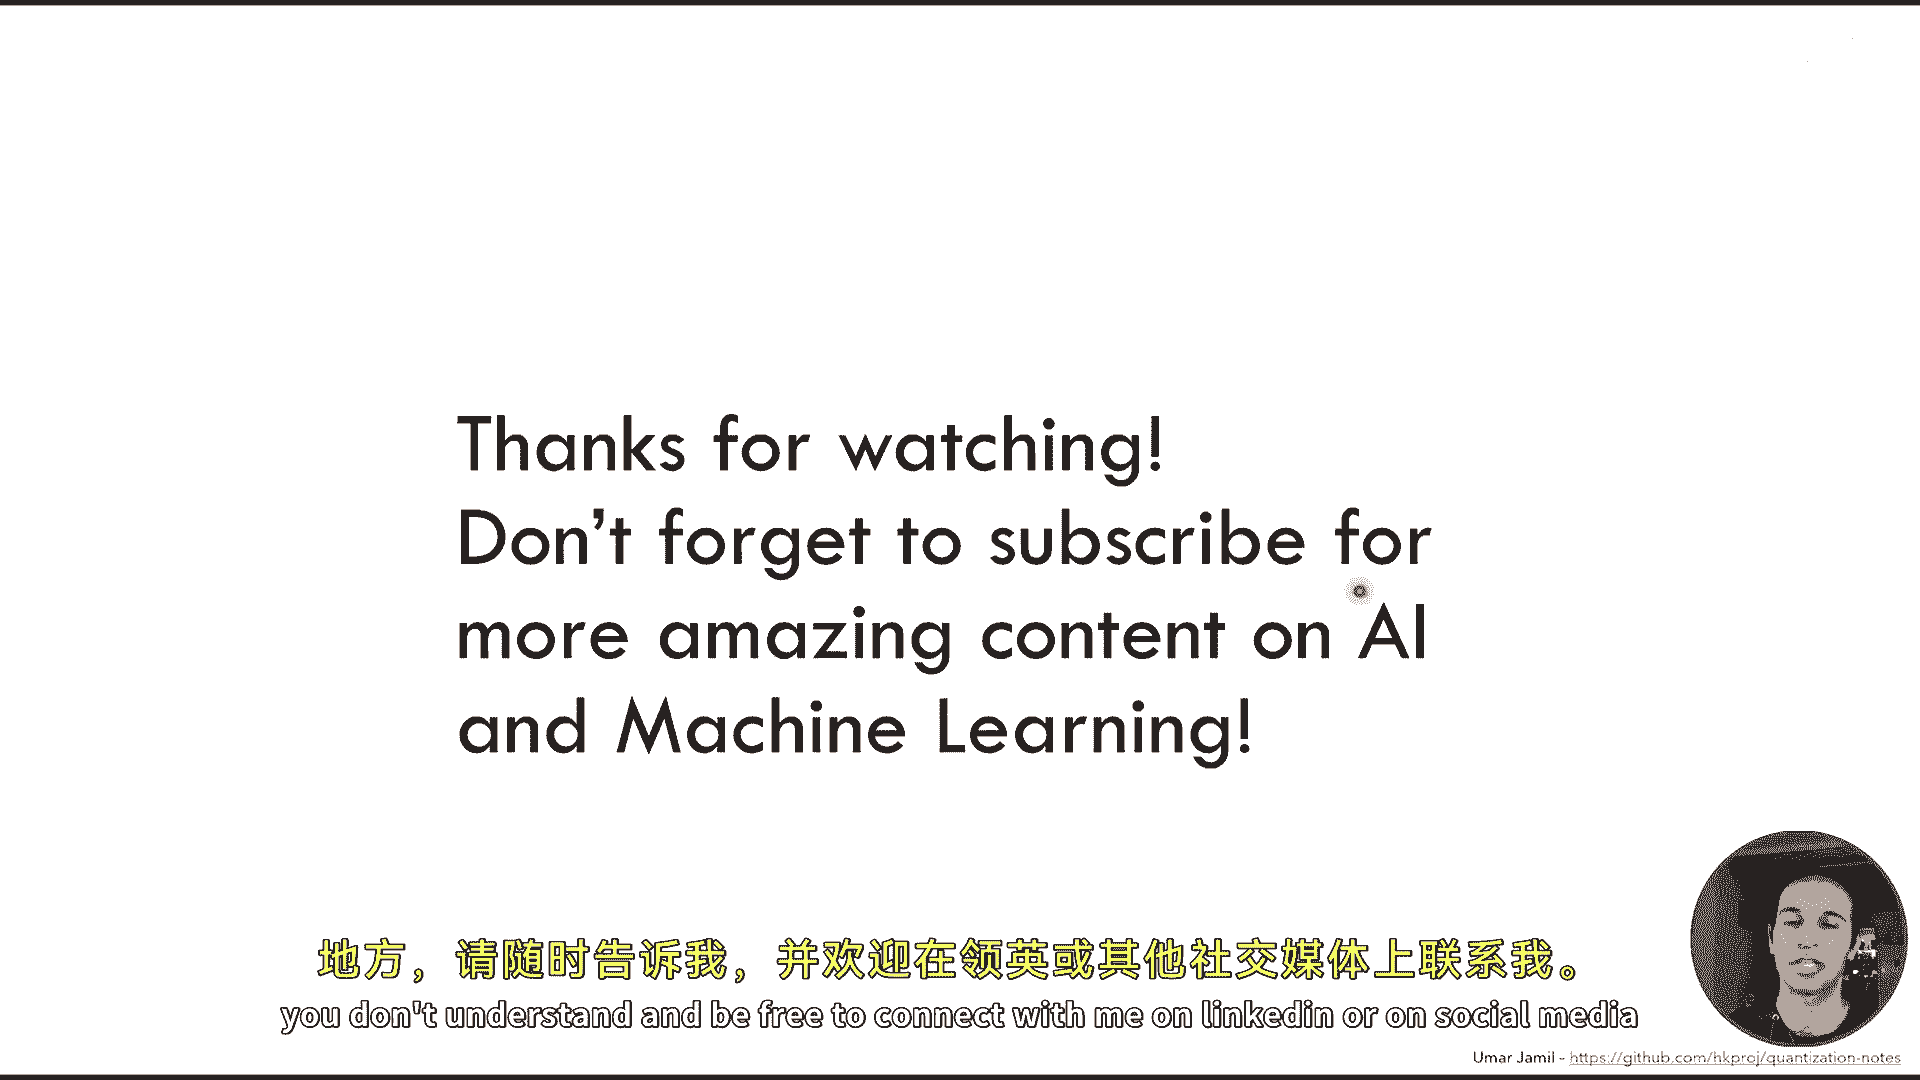 Thanks for watching!
Don’t forget to subscribe for
more amazing content on AI
and Machine Learning!
地方，请随时告诉我，并欢迎在领英或其他社交媒体上联系我。
you don't understand and be free to connect with me on linkedin or on social media
Umar Jamil - https://github.com/hkproj/quantization-notes